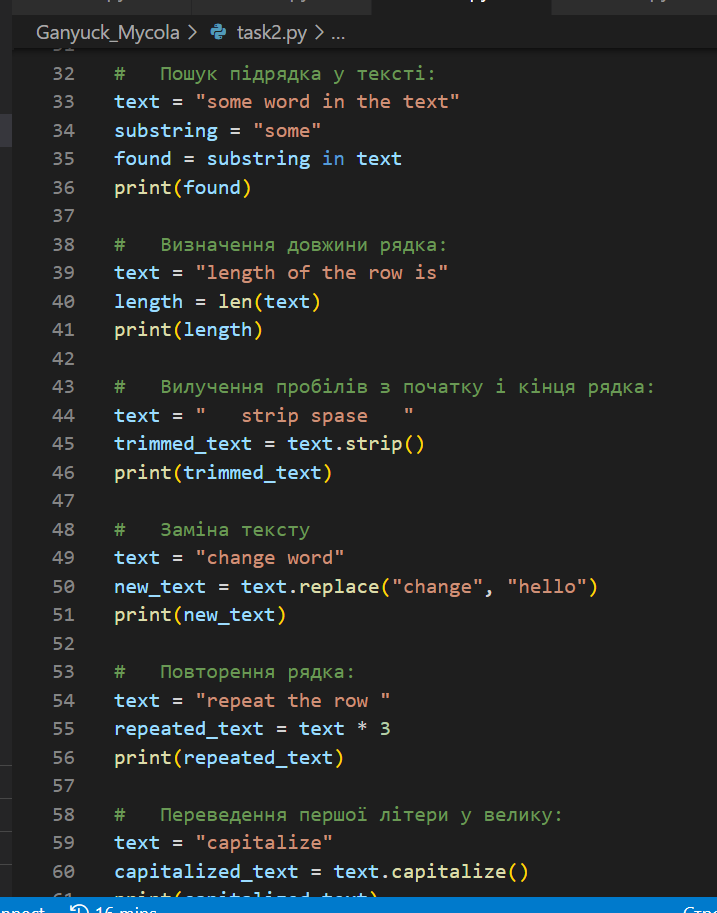 Ganyuck_Mycola > task2.py > ...
32 #   Пошук підрядка у тексті:
33 text = "some word in the text"
34 substring = "some"
35 found = substring in text
36 print(found)
37
38 #   Визначення довжини рядка:
39 text = "length of the row is"
40 length = len(text)
41 print(length)
42
43 #   Вилучення пробілів з початку і кінця рядка:
44 text = "   strip spase   "
45 trimmed_text = text.strip()
46 print(trimmed_text)
47
48 #   Заміна тексту
49 text = "change word"
50 new_text = text.replace("change", "hello")
51 print(new_text)
52
53 #   Повторення рядка:
54 text = "repeat the row "
55 repeated_text = text * 3
56 print(repeated_text)
57
58 #   Переведення першої літери у велику:
59 text = "capitalize"
60 capitalized_text = text.capitalize()
61 print(capitalized_text)
16 mins